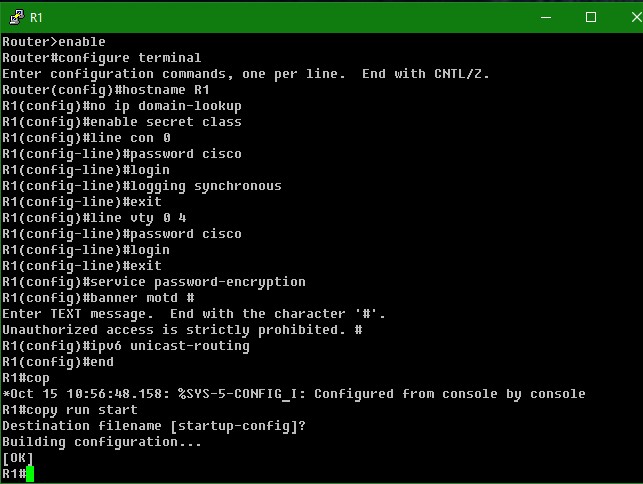 R1
Router>enable
Router#configure terminal
Enter configuration commands, one per line.  End with CNTL/Z.
Router(config)#hostname R1
R1(config)#no ip domain-lookup
R1(config)#enable secret class
R1(config)#line con 0
R1(config-line)#password cisco
R1(config-line)#login
R1(config-line)#logging synchronous
R1(config-line)#exit
R1(config)#line vty 0 4
R1(config-line)#password cisco
R1(config-line)#login
R1(config-line)#exit
R1(config)#service password-encryption
R1(config)#banner motd #
Enter TEXT message.  End with the character '#'.
Unauthorized access is strictly prohibited. #
R1(config)#ipv6 unicast-routing
R1(config)#end
R1#cop
*Oct 15 10:56:48.158: %SYS-5-CONFIG_I: Configured from console by console
R1#copy run start
Destination filename [startup-config]?
Building configuration...
[OK]
R1#